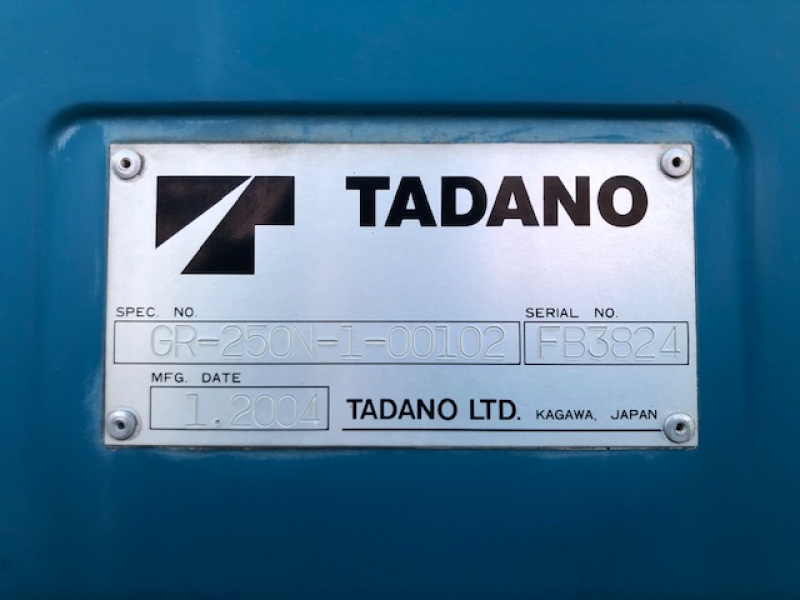 TADANO
SPEC. NO. SERIAL NO.
GR-250N-1-00102 FB3824
MFG. DATE
1.2004 TADANO LTD. KAGAWA, JAPAN